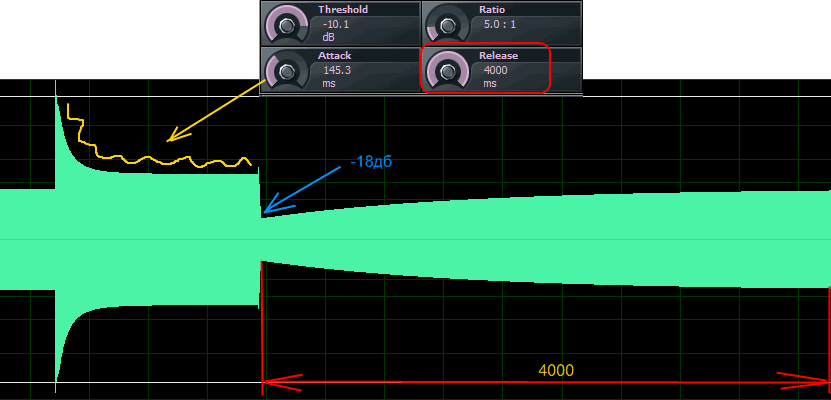 Threshold
-10.1
dB
Ratio
5.0 : 1
Attack
145.3
ms
Release
4000
ms
-18дб
4000